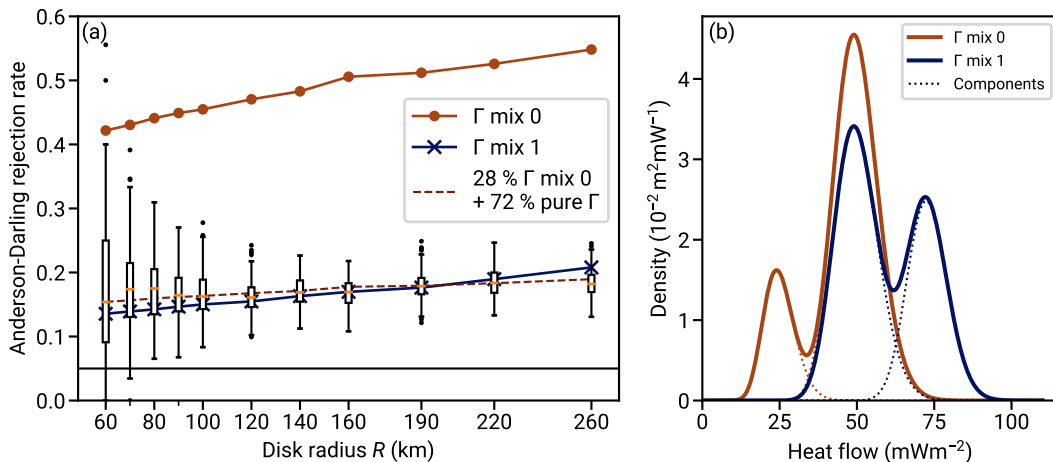 (a)
Anderson-Darling rejection rate
0.6
0.5
0.4
0.3
0.2
0.1
0.0
Γ mix 0
Γ mix 1
28 % Γ mix 0
+ 72 % pure Γ
60 80 100 120 140 160 190 220 260
Disk radius R (km)
(b)
Density (10⁻² m² mW⁻¹)
4
3
2
1
0
Γ mix 0
Γ mix 1
Components
0 25 50 75 100
Heat flow (mWm⁻²)